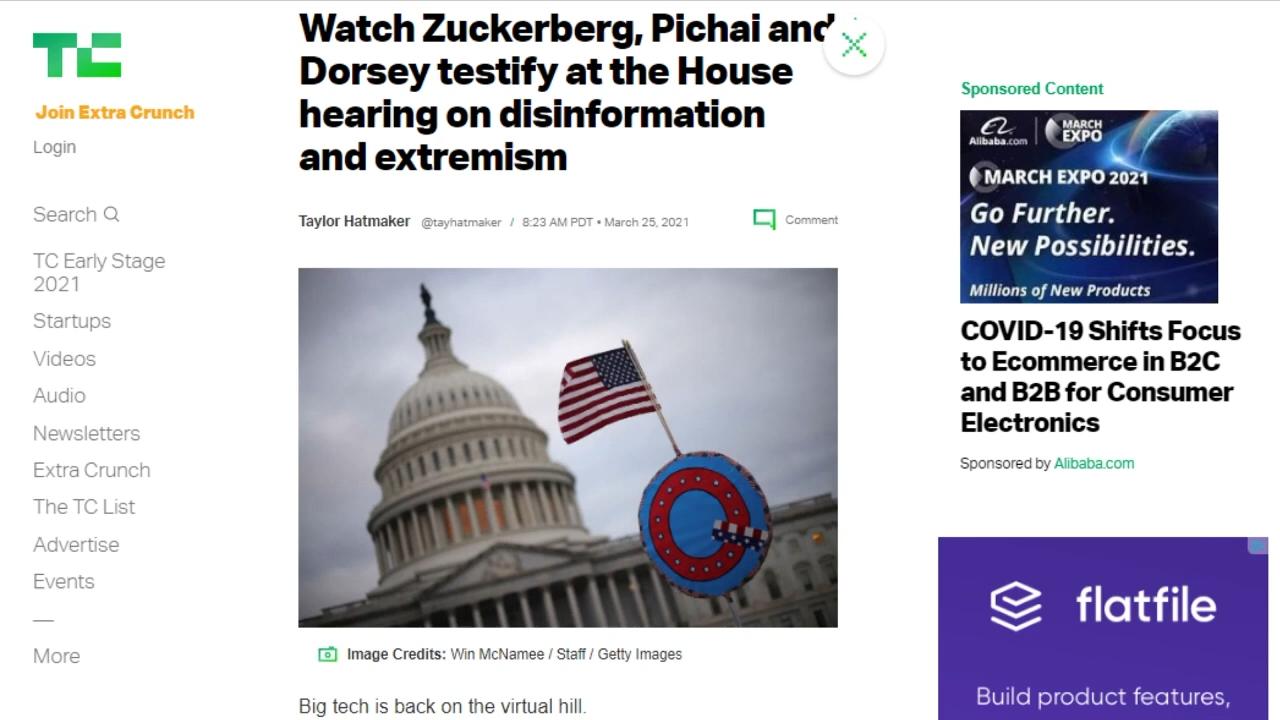 TC
Join Extra Crunch
Login
Search
TC Early Stage
2021
Startups
Videos
Audio
Newsletters
Extra Crunch
The TC List
Advertise
Events
—
More
Watch Zuckerberg, Pichai and
Dorsey testify at the House
hearing on disinformation
and extremism
Taylor Hatmaker @tayhatmaker / 8:23 AM PDT • March 25, 2021
Comment
Image Credits: Win McNamee / Staff / Getty Images
Big tech is back on the virtual hill.
Sponsored Content
Alibaba.com
MARCH
EXPO
MARCH EXPO 2021
Go Further.
New Possibilities.
Millions of New Products
COVID-19 Shifts Focus
to Ecommerce in B2C
and B2B for Consumer
Electronics
Sponsored by Alibaba.com
flatfile
Build product features,